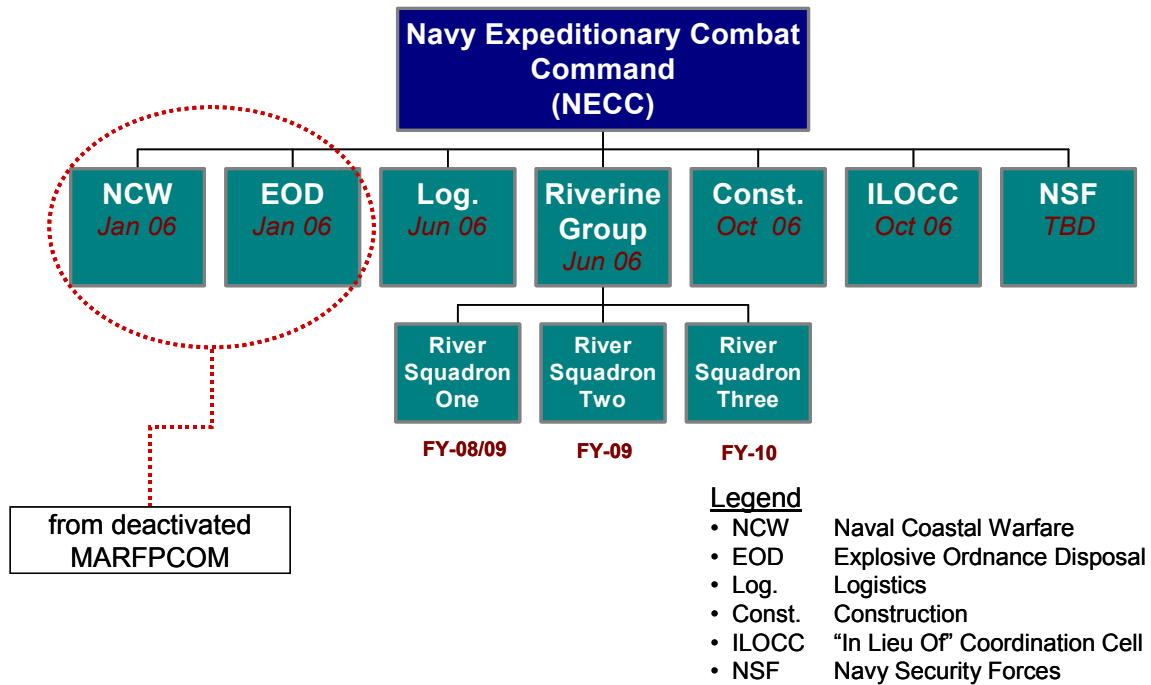 Navy Expeditionary Combat
Command
(NECC)
NCW
Jan 06
EOD
Jan 06
Log.
Jun 06
Riverine
Group
Jun 06
Const.
Oct 06
ILOCC
Oct 06
NSF
TBD
River
Squadron
One
River
Squadron
Two
River
Squadron
Three
FY-08/09
FY-09
FY-10
from deactivated
MARFPCOM
Legend
• NCW Naval Coastal Warfare
• EOD Explosive Ordnance Disposal
• Log. Logistics
• Const. Construction
• ILOCC “In Lieu Of” Coordination Cell
• NSF Navy Security Forces